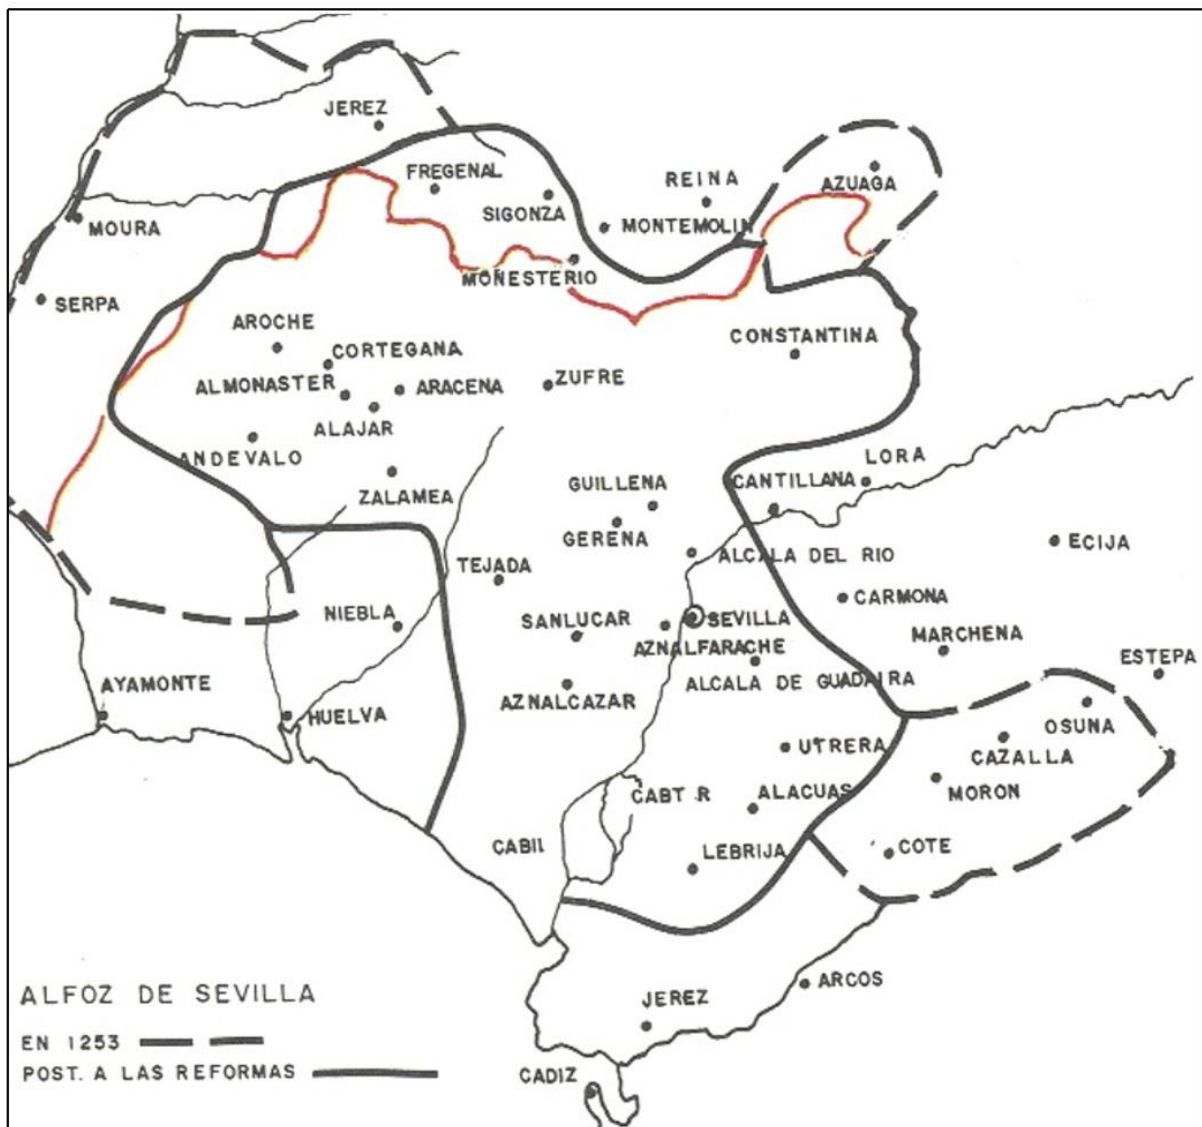 JEREZ
FREGENAL
REINA
AZUAGA
SIGONZA
MOURA
MONTEMOLIN
MOÑESTERIO
SERPA
AROCHE
CONSTANTINA
CORTEGANA
ALMONASTER
ARACENA
ZUFRE
ALAJAR
ANDEVALO
LORA
CANTILLANA
GUILLENA
ZALAMEA
GERENA
ECIJA
ALCALA DEL RIO
TEJADA
CARMONA
NIEBLA
SANLUCAR
SEVILLA
AZNALFARACHE
MARCHENA
ESTEPA
AYAMONTE
ALCALA DE GUADAIRA
AZNALCAZAR
HUELVA
OSUNA
UTRERA
CAZALLA
MORON
CABT R
ALACUAS
CABIL
LEBRIJA
COTE
ARCOS
JEREZ
CADIZ
ALFOZ DE SEVILLA
EN 1253
POST. A LAS REFORMAS